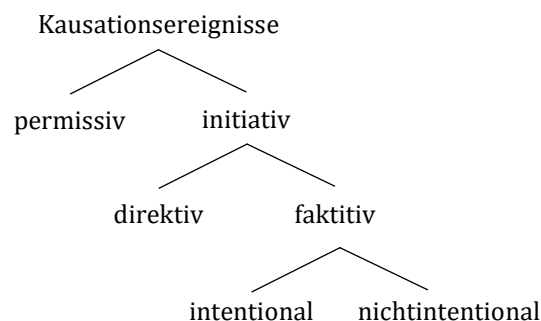 Kausationsereignisse
permissiv initiativ
direktiv faktitiv
intentional nichtintentional